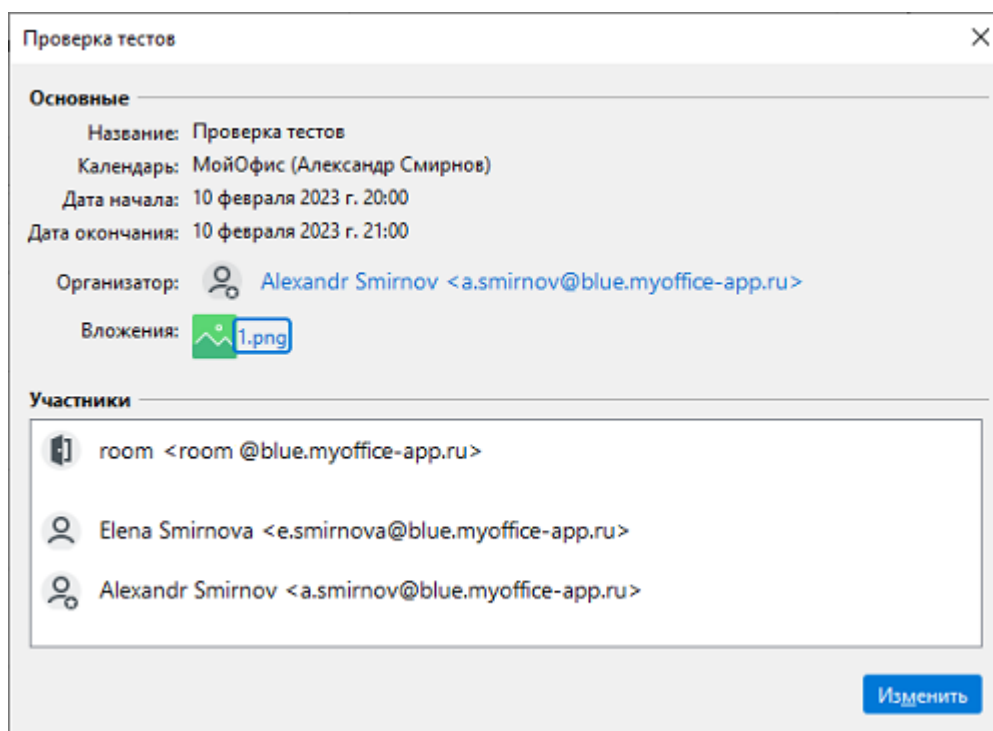 Проверка тестов
Основные
Название: Проверка тестов
Календарь: МойОфис (Александр Смирнов)
Дата начала: 10 февраля 2023 г. 20:00
Дата окончания: 10 февраля 2023 г. 21:00
Организатор: Alexandr Smirnov <a.smirnov@blue.myoffice-app.ru>
Вложения: 1.png
Участники
room <room @blue.myoffice-app.ru>
Elena Smirnova <e.smirnova@blue.myoffice-app.ru>
Alexandr Smirnov <a.smirnov@blue.myoffice-app.ru>
Изменить